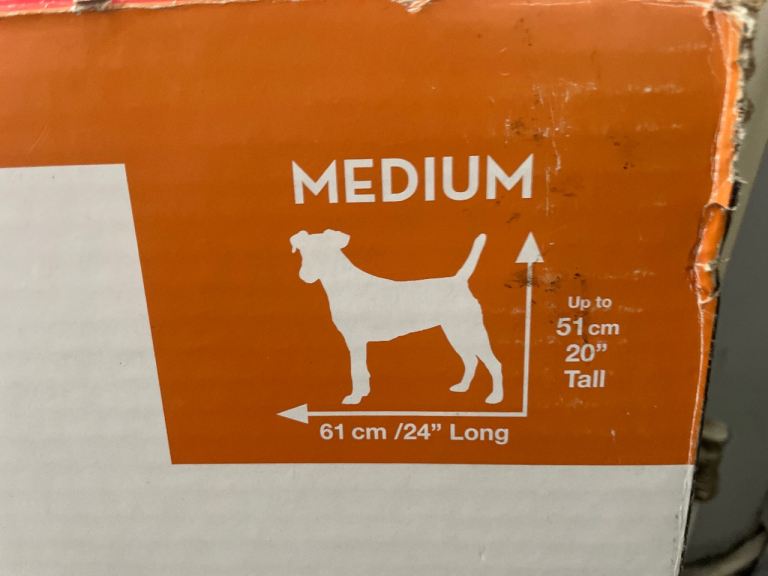 MEDIUM
Up to
51cm
20”
Tall
61 cm /24” Long